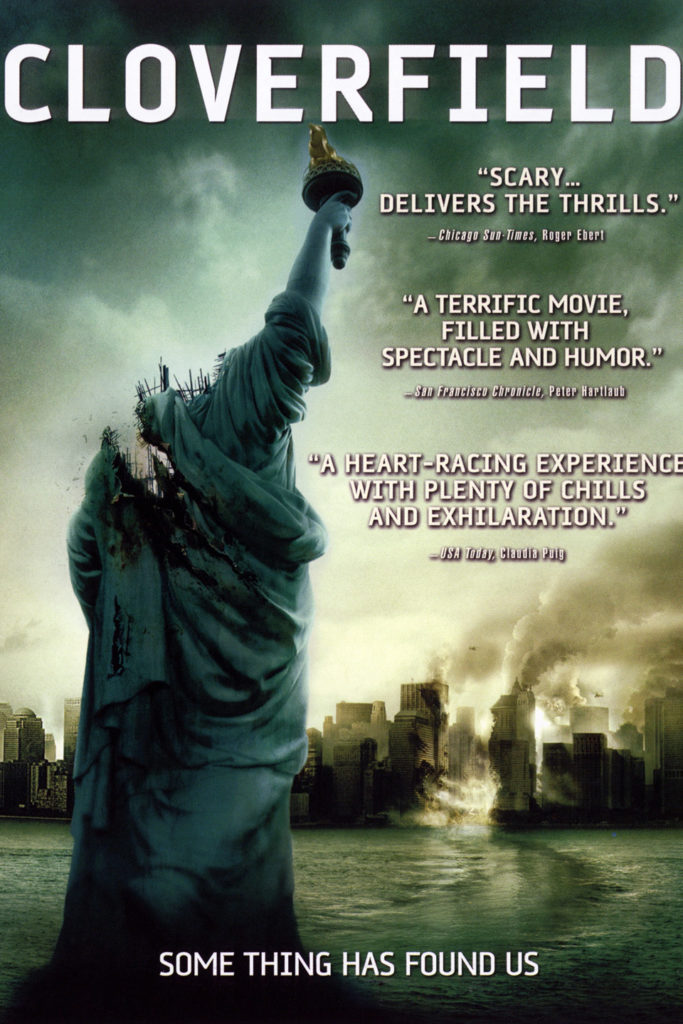 CLOVERFIELD
“SCARY...
DELIVERS THE THRILLS.”
—Chicago Sun-Times, Roger Ebert
“A TERRIFIC MOVIE,
FILLED WITH
SPECTACLE AND HUMOR.”
—San Francisco Chronicle, Peter Hartlaub
“A HEART-RACING EXPERIENCE
WITH PLENTY OF CHILLS
AND EXHILARATION.”
—USA Today, Claudia Puig
SOME THING HAS FOUND US